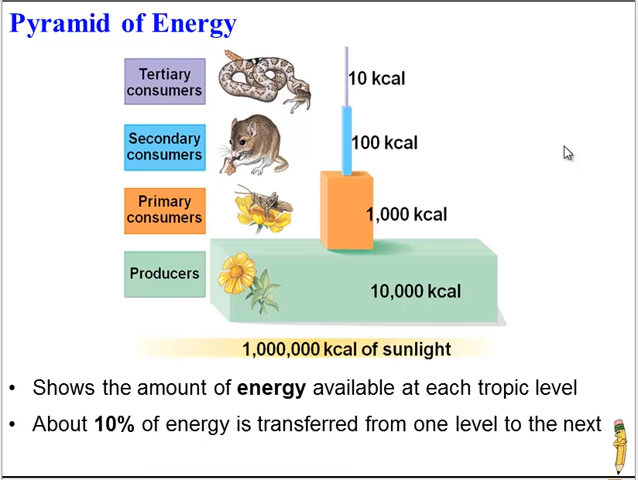 Pyramid of Energy
Tertiary
consumers
10 kcal
Secondary
consumers
100 kcal
Primary
consumers
1,000 kcal
Producers
10,000 kcal
1,000,000 kcal of sunlight
• Shows the amount of energy available at each tropic level
• About 10% of energy is transferred from one level to the next